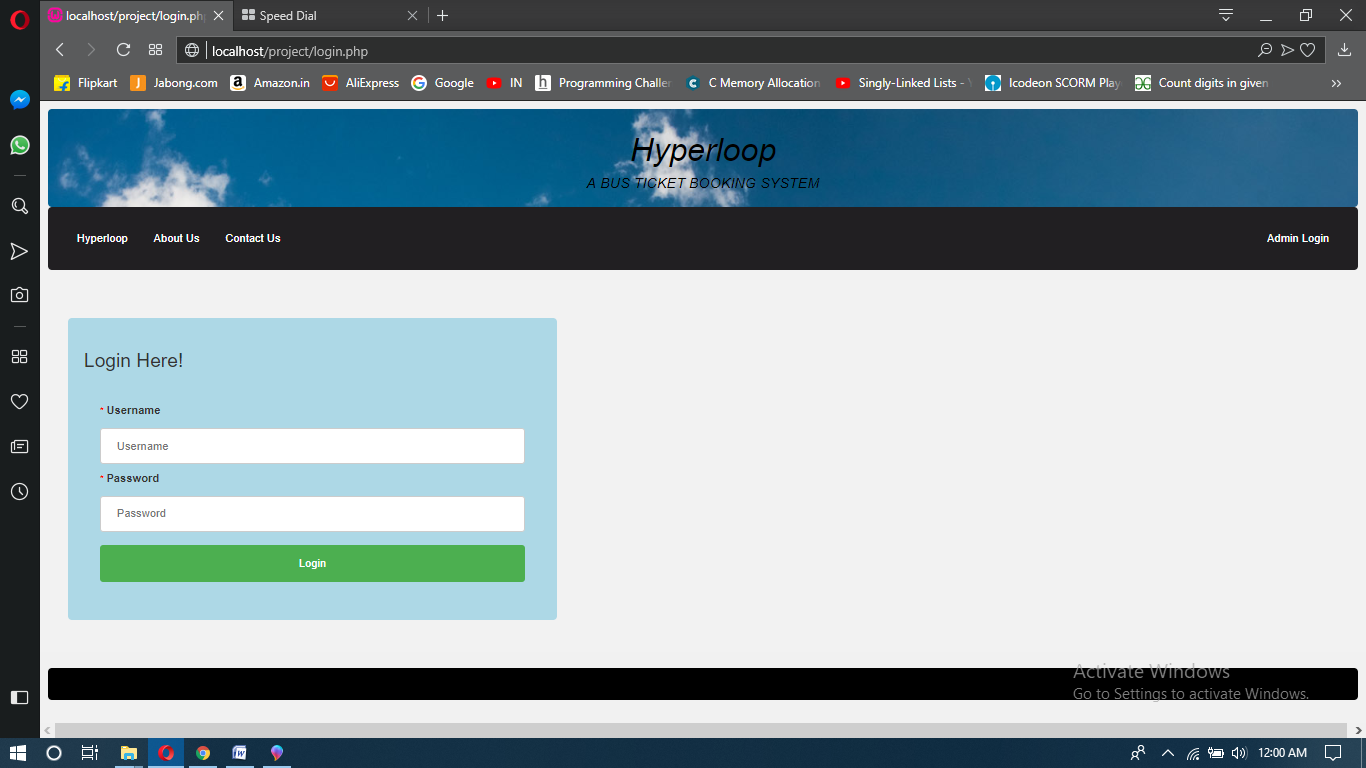 localhost/project/login.ph
Speed Dial
localhost/project/login.php
Flipkart
Jabong.com
Amazon.in
AliExpress
Google
IN
Programming Challer
C Memory Allocation
Singly-Linked Lists -
Icodeon SCORM Play
Count digits in given
Hyperloop
A BUS TICKET BOOKING SYSTEM
Hyperloop About Us Contact Us Admin Login
Login Here!
* Username
Username
* Password
Password
Login
Activate Windows
Go to Settings to activate Windows.
12:00 AM